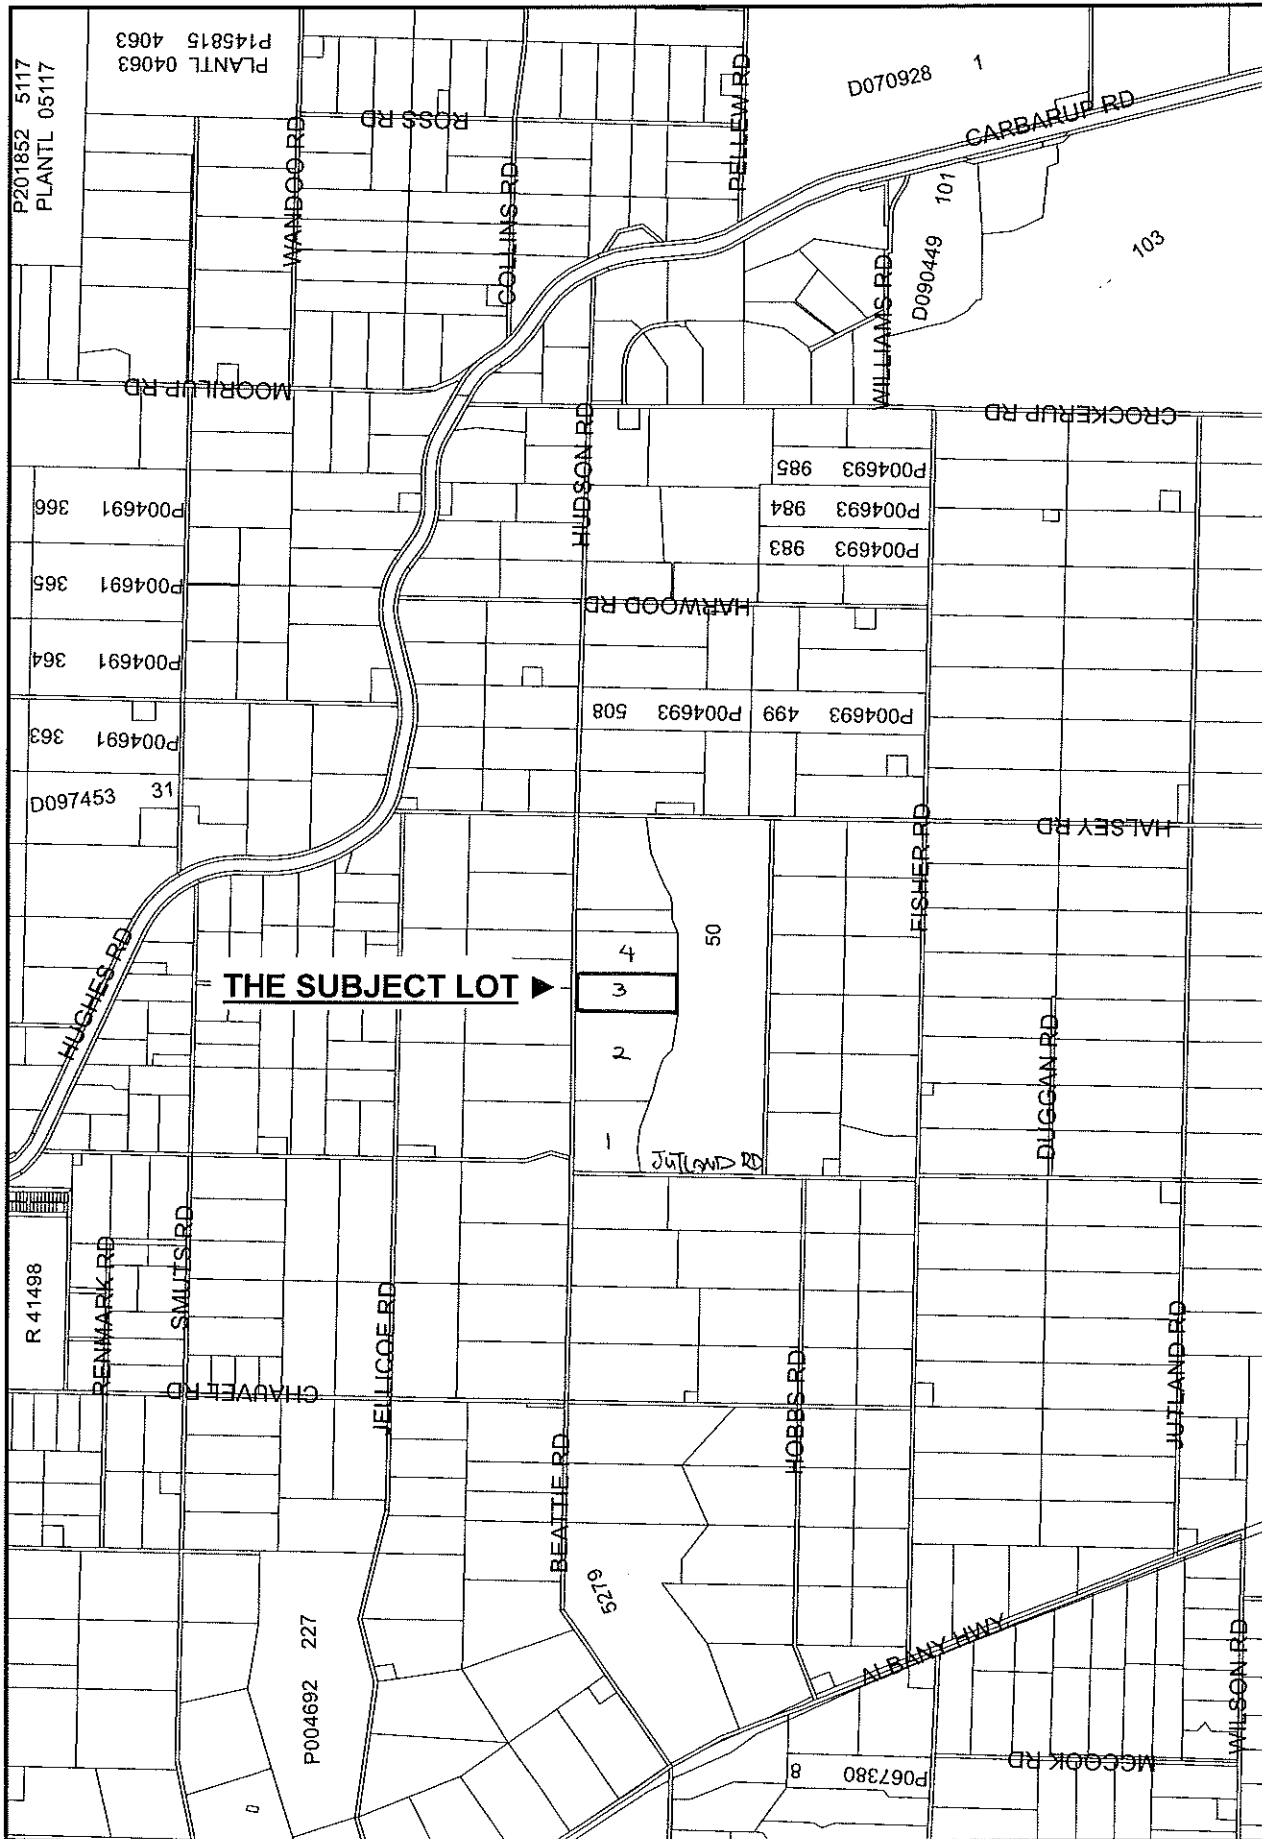 P201852 5117
PLANTL 05117
PLANTL 04063
P145815 4063
WANDOO RD
ROSS RD
COLLINS RD
PELLEW RD
D070928 1
CARBARUP RD
D090449 101
103
WILLIAMS RD
MOORILUP RD
HUDSON RD
CROCKERUP RD
P004693 985
P004693 984
P004693 983
P004691 366
P004691 365
P004691 364
P004691 363
HARWOOD RD
P004693 508
P004693 499
D097453 31
HALSEY RD
FISHER RD
HUGHES RD
THE SUBJECT LOT
4
3
2
1
50
JUTLAND RD
DUGGAN RD
R 41498
RENMARK RD
SMUTS RD
CHAUVEL RD
JELLICOE RD
BEATTIE RD
HOBBS RD
JUTLAND RD
5279
P004692 227
ALBANY HWY
WILSON RD
MCCOOK RD
P067380 8